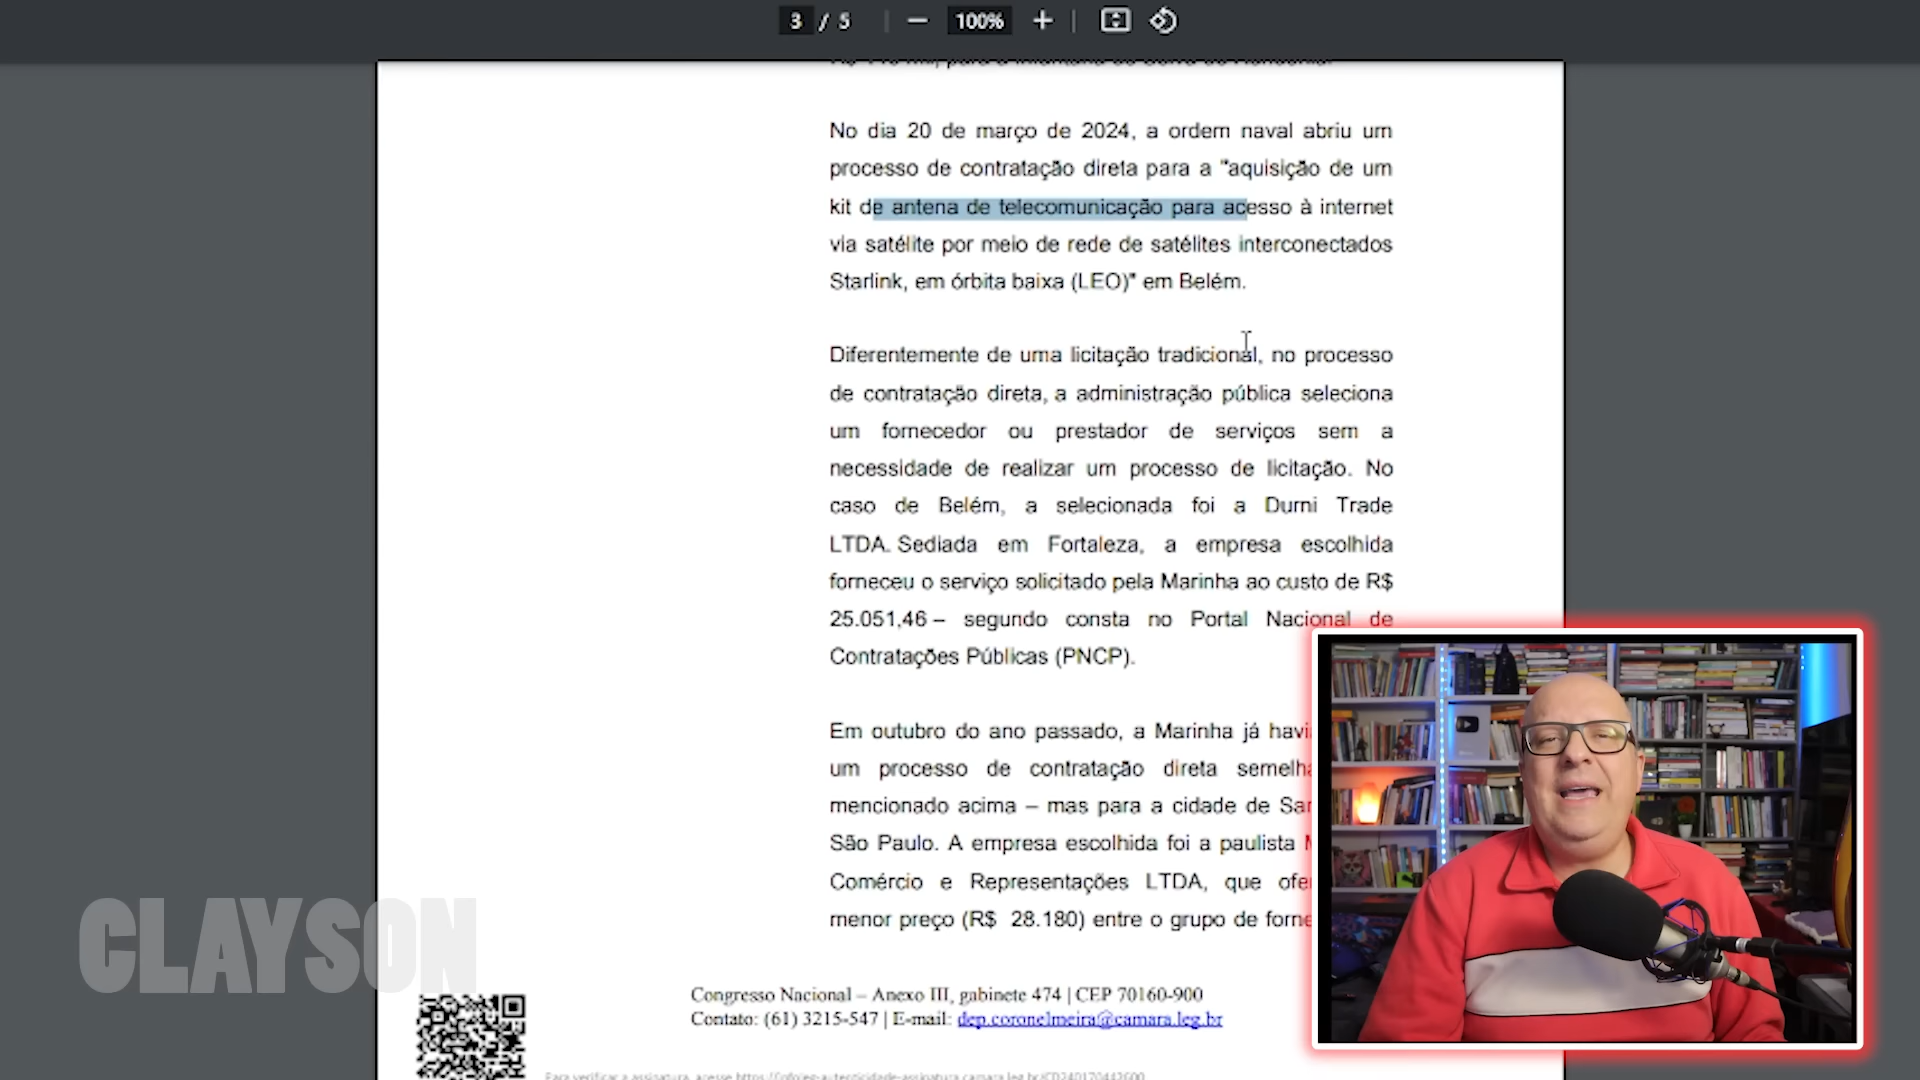 3 / 5 — 100% +
No dia 20 de março de 2024, a ordem naval abriu um
processo de contratação direta para a "aquisição de um
kit de antena de telecomunicação para acesso à internet
via satélite por meio de rede de satélites interconectados
Starlink, em órbita baixa (LEO)" em Belém.
Diferentemente de uma licitação tradicional, no processo
de contratação direta, a administração pública seleciona
um fornecedor ou prestador de serviços sem a
necessidade de realizar um processo de licitação. No
caso de Belém, a selecionada foi a Durni Trade
LTDA. Sediada em Fortaleza, a empresa escolhida
forneceu o serviço solicitado pela Marinha ao custo de R$
25.051,46 – segundo consta no Portal Nacional de
Contratações Públicas (PNCP).
Em outubro do ano passado, a Marinha já
um processo de contratação direta
mencionado acima – mas para a cidade de
São Paulo. A empresa escolhida foi a paulista
Comércio e Representações LTDA, que
menor preço (R$ 28.180) entre o grupo de
CLAYSON
Congresso Nacional – Anexo III, gabinete 474 | CEP 70160-900
Contato: (61) 3215-547 | E-mail: dep.coronelmeira@camara.leg.br
Para verificar a assinatura, acesse